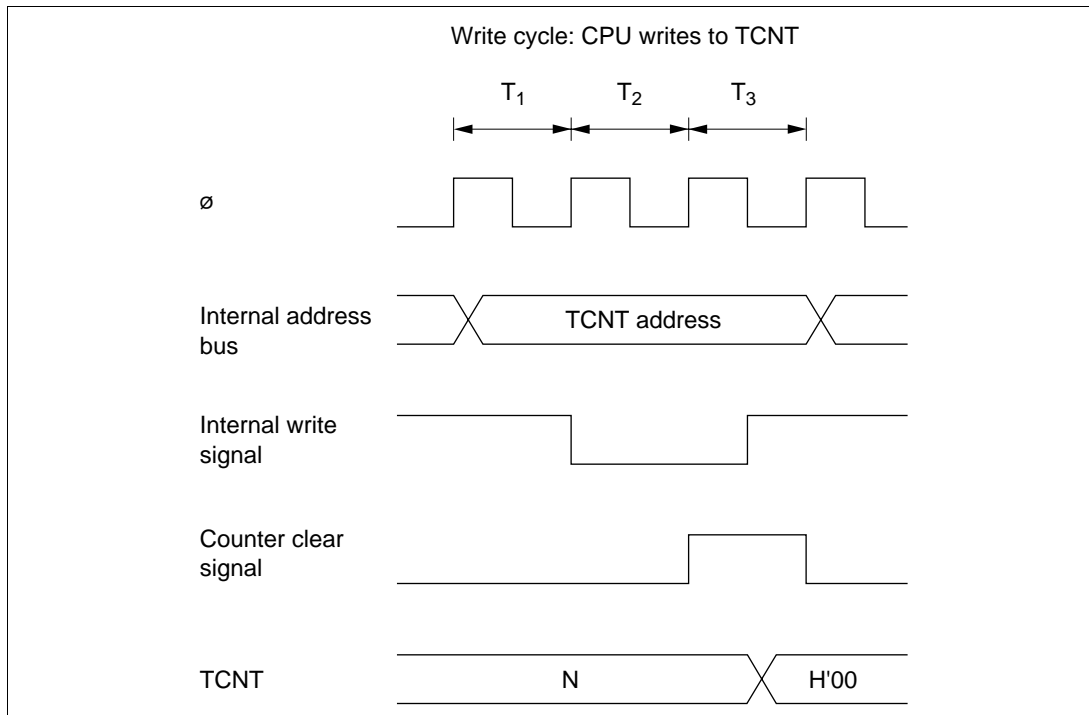 Write cycle: CPU writes to TCNT
T1 T2 T3
ø
Internal address
bus
TCNT address
Internal write
signal
Counter clear
signal
TCNT N H'00